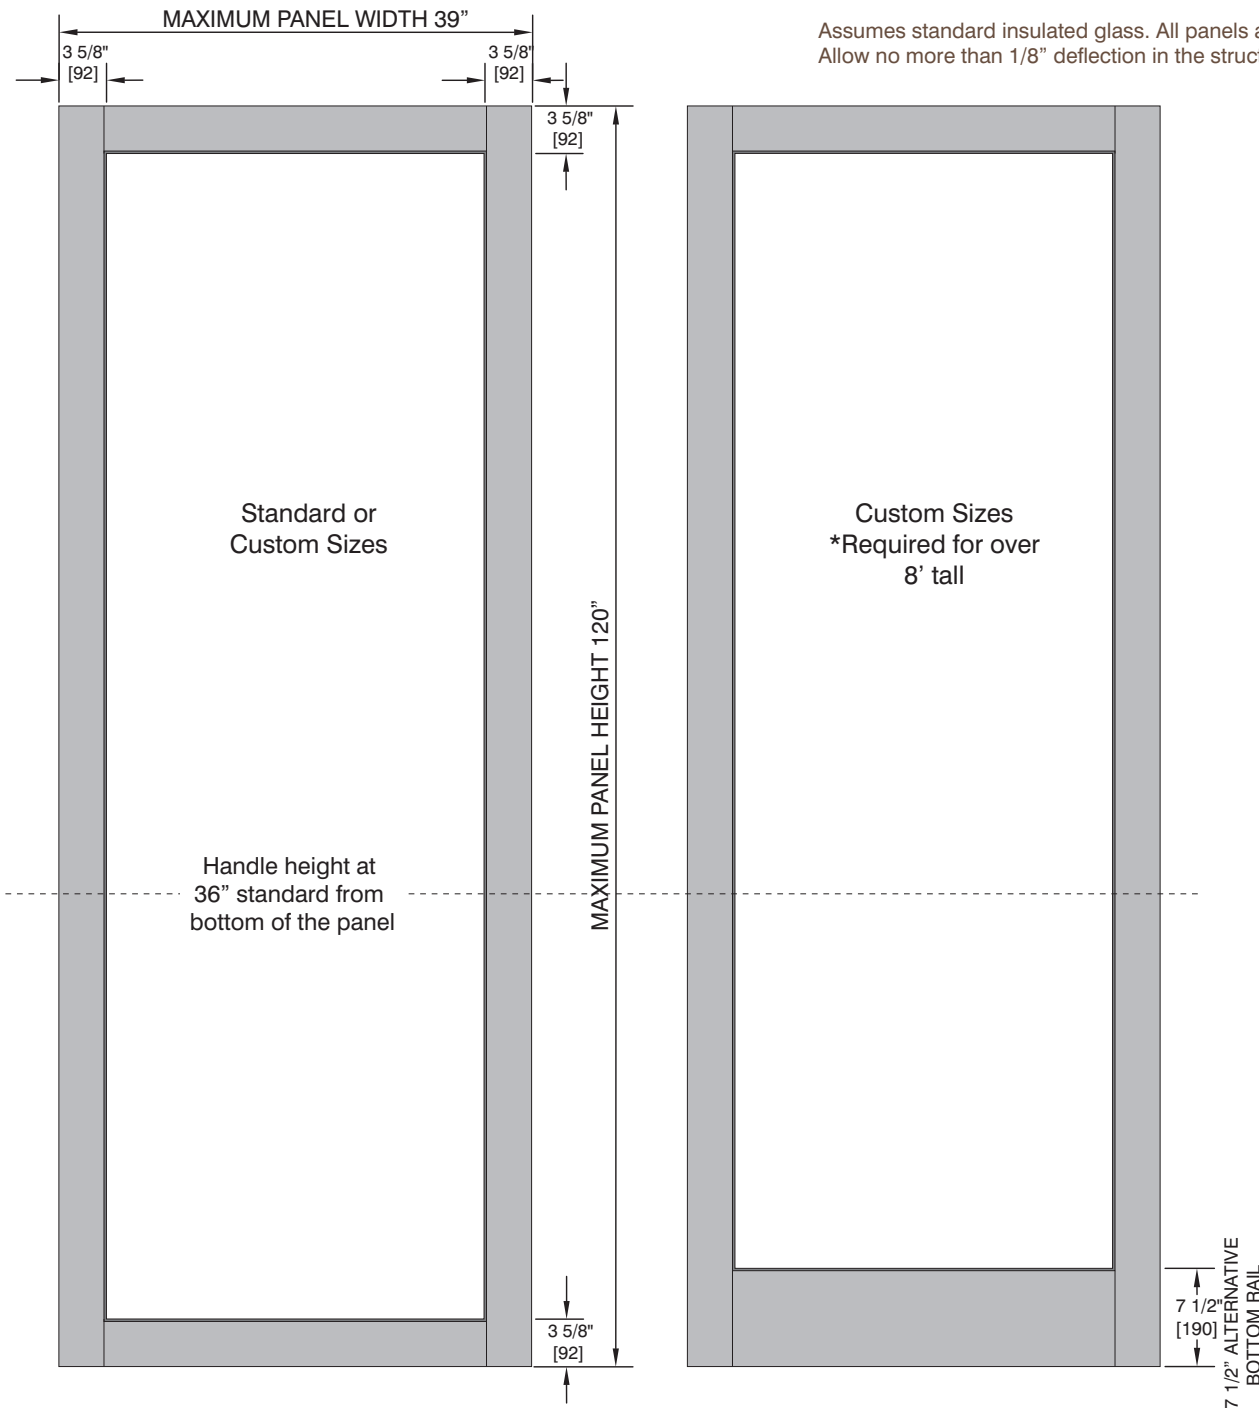 MAXIMUM PANEL WIDTH 39”
Assumes standard insulated glass. All panels
Allow no more than 1/8” deflection in the
3 5/8"
[92]
3 5/8"
[92]
3 5/8"
[92]
Standard or
Custom Sizes
Custom Sizes
*Required for over
8’ tall
MAXIMUM PANEL HEIGHT 120”
Handle height at
36” standard from
bottom of the panel
7 1/2"
[190]
7 1/2” ALTERNATIVE
BOTTOM RAIL
3 5/8"
[92]